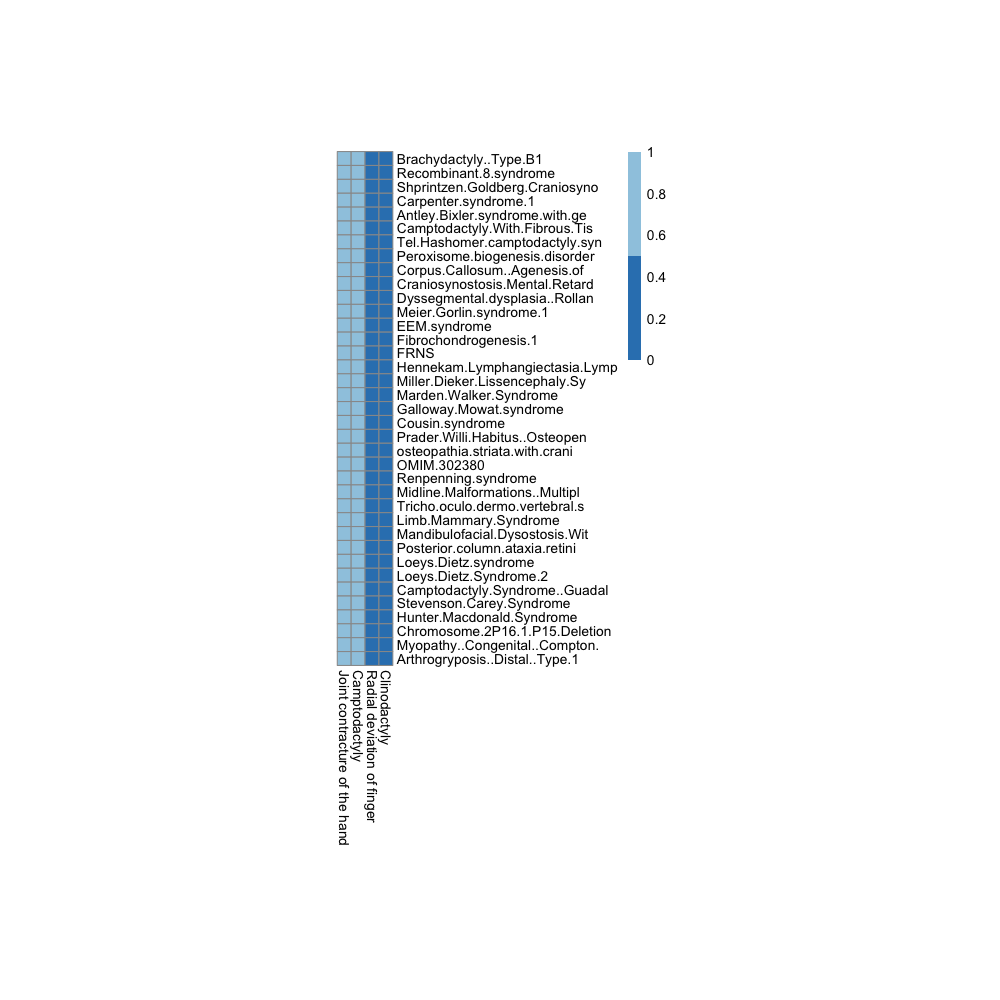 Brachydactyly..Type.B1
Recombinant.8.syndrome
Shprintzen.Goldberg.Craniosyno
Carpenter.syndrome.1
Antley.Bixler.syndrome.with.ge
Camptodactyly.With.Fibrous.Tis
Tel.Hashomer.camptodactyly.syn
Peroxisome.biogenesis.disorder
Corpus.Callosum..Agenesis.of
Craniosynostosis.Mental.Retard
Dyssegmental.dysplasia..Rollan
Meier.Gorlin.syndrome.1
EEM.syndrome
Fibrochondrogenesis.1
FRNS
Hennekam.Lymphangiectasia.Lymp
Miller.Dieker.Lissencephaly.Sy
Marden.Walker.Syndrome
Galloway.Mowat.syndrome
Cousin.syndrome
Prader.Willi.Habitus..Osteopen
osteopathia.striata.with.crani
OMIM.302380
Renpenning.syndrome
Midline.Malformations..Multipl
Tricho.oculo.dermo.vertebral.s
Limb.Mammary.Syndrome
Mandibulofacial.Dysostosis.Wit
Posterior.column.ataxia.retini
Loeys.Dietz.syndrome
Loeys.Dietz.Syndrome.2
Camptodactyly.Syndrome..Guadal
Stevenson.Carey.Syndrome
Hunter.Macdonald.Syndrome
Chromosome.2P16.1.P15.Deletion
Myopathy..Congenital..Compton.
Arthrogryposis..Distal..Type.1
1
0.8
0.6
0.4
0.2
0
Joint contracture of the hand
Camptodactyly
Radial deviation of finger
Clinodactyly